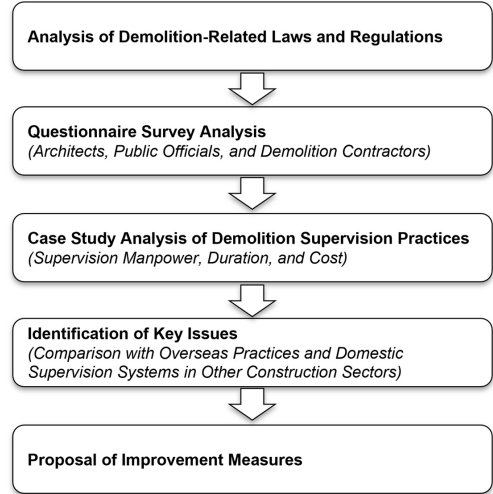 Analysis of Demolition-Related Laws and Regulations
Questionnaire Survey Analysis
(Architects, Public Officials, and Demolition Contractors)
Case Study Analysis of Demolition Supervision Practices
(Supervision Manpower, Duration, and Cost)
Identification of Key Issues
(Comparison with Overseas Practices and Domestic
Supervision Systems in Other Construction Sectors)
Proposal of Improvement Measures